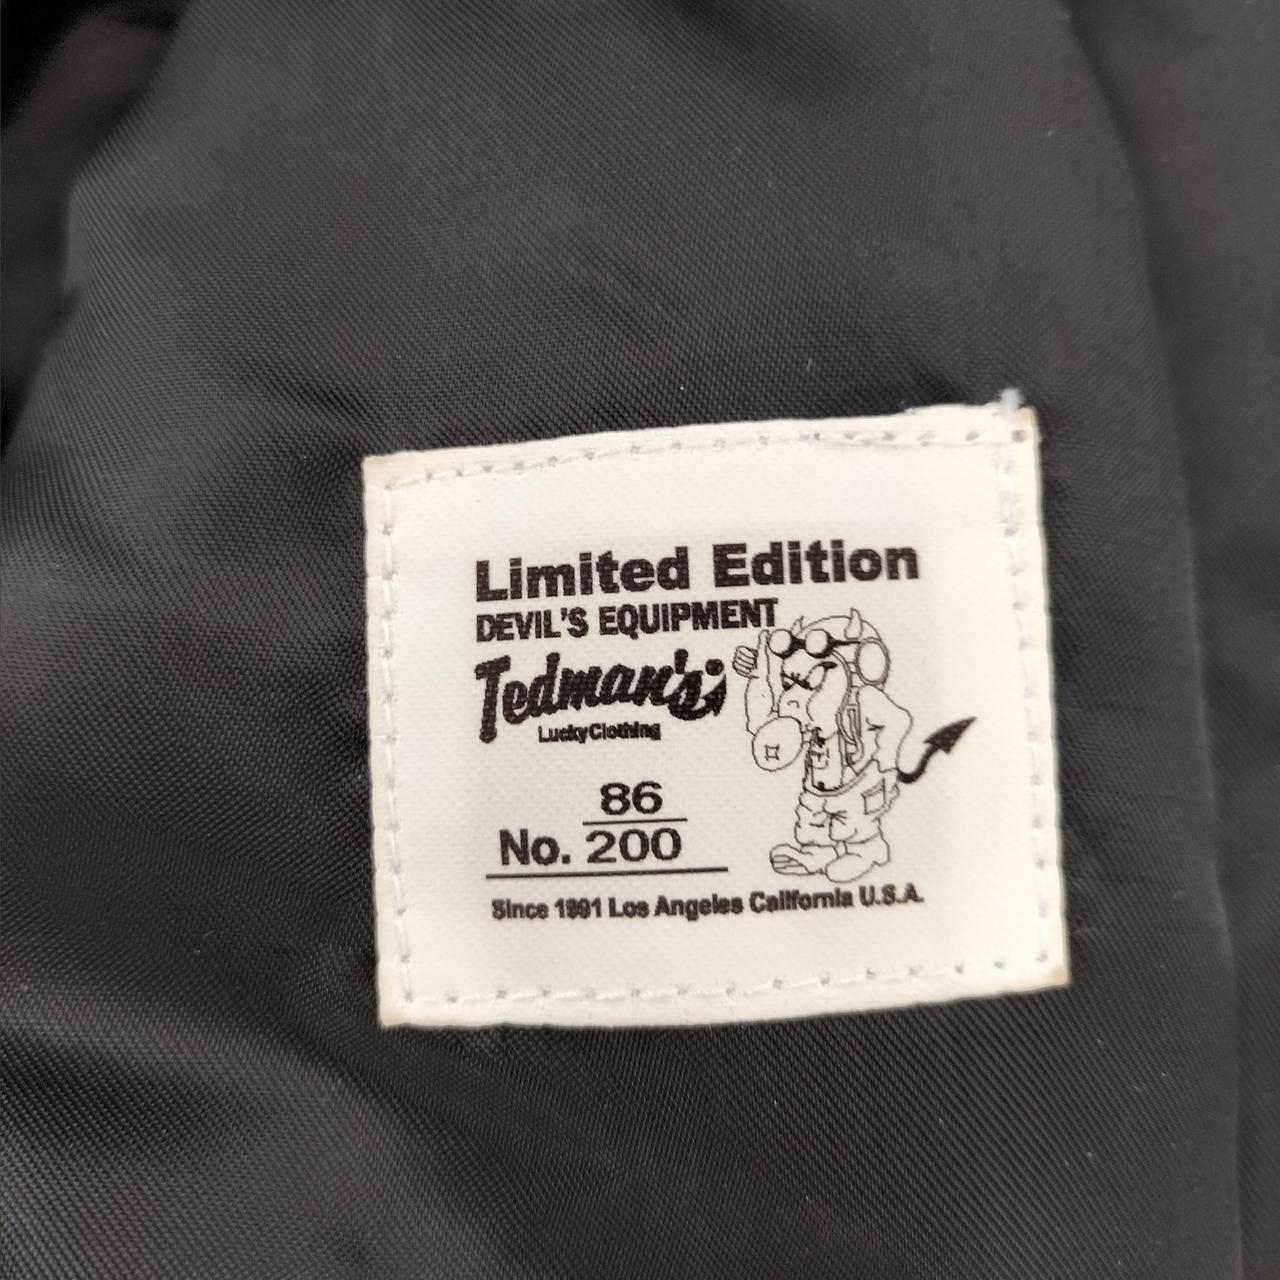 Limited Edition
DEVIL'S EQUIPMENT
Tedman's
LuckyClothing
86
No. 200
Since 1991 Los Angeles California U.S.A.